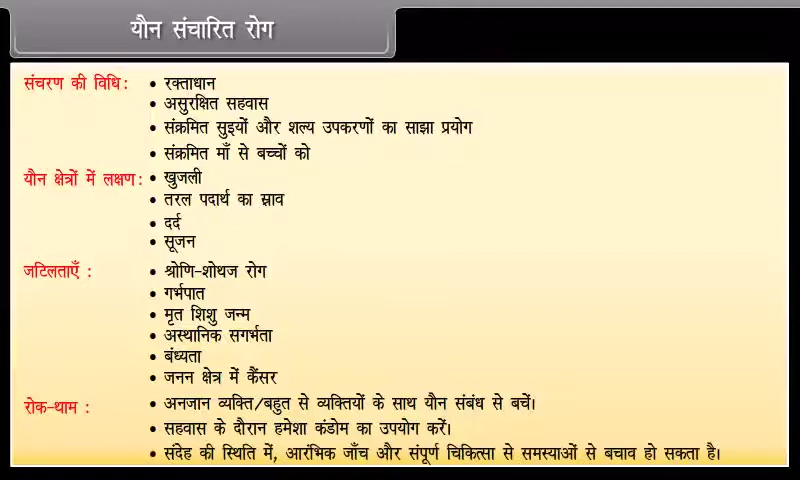 यौन संचारित रोग
संचरण की विधि : • रक्ताधान
• असुरक्षित सहवास
• संक्रमित सुइयों और शल्य उपकरणों का साझा प्रयोग
• संक्रमित माँ से बच्चों को
यौन क्षेत्रों में लक्षण : • खुजली
• तरल पदार्थ का स्राव
• दर्द
• सूजन
जटिलताएँ : • श्रोणि-शोथज रोग
• गर्भपात
• मृत शिशु जन्म
• अस्थानिक सगर्भता
• बंध्यता
• जनन क्षेत्र में कैंसर
रोक-थाम : • अनजान व्यक्ति/बहुत से व्यक्तियों के साथ यौन संबंध से बचें।
• सहवास के दौरान हमेशा कंडोम का उपयोग करें।
• संदेह की स्थिति में, आरंभिक जाँच और संपूर्ण चिकित्सा से समस्याओं से बचाव हो सकता है।